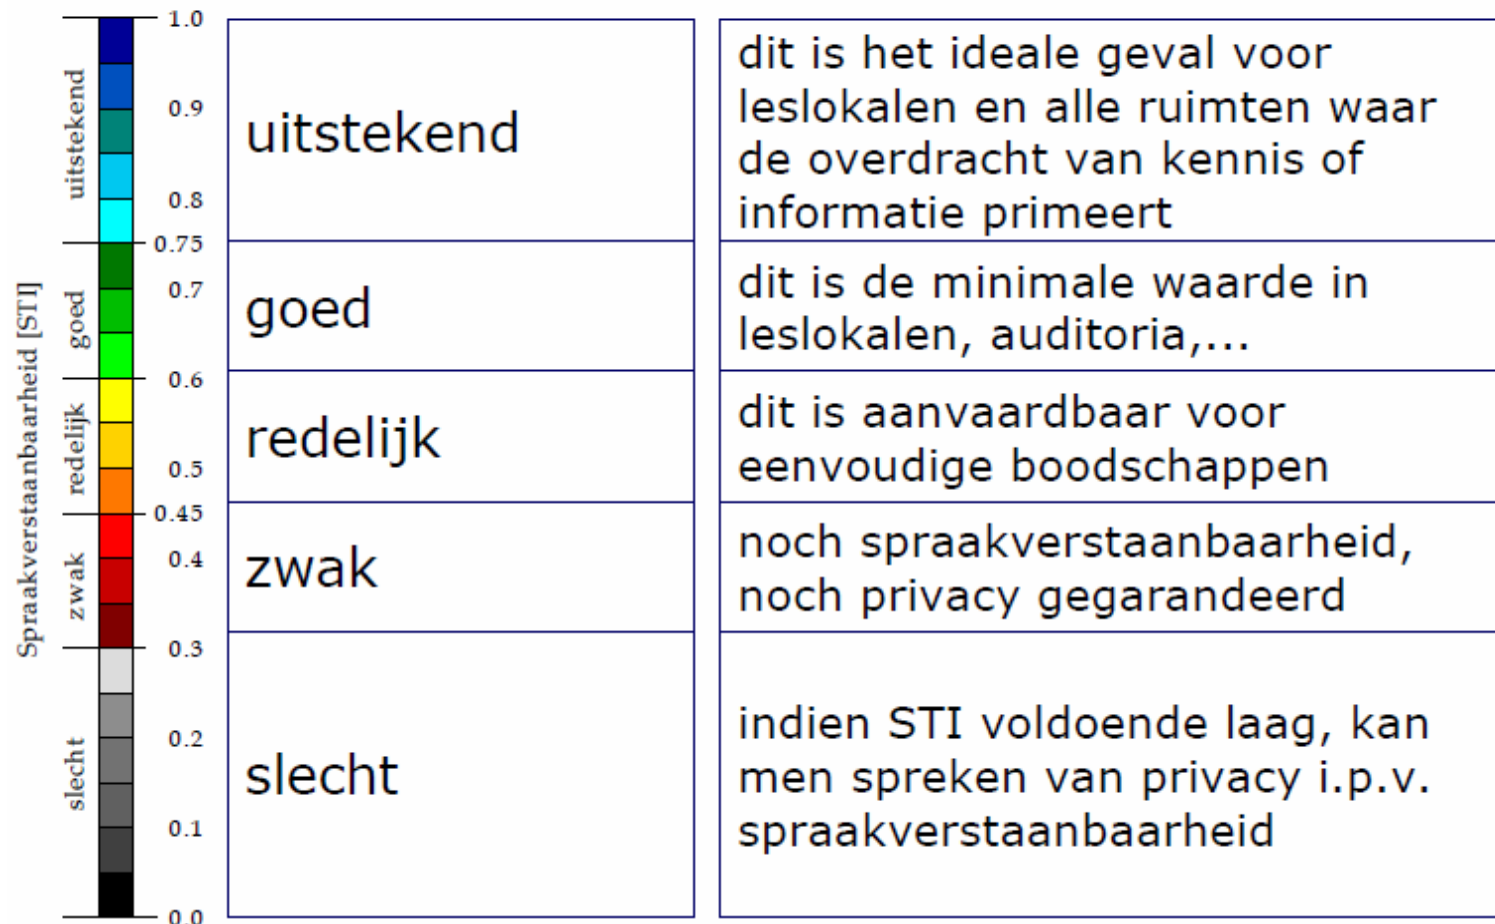 Spraakverstaanbaarheid [STI]
uitstekend
goed
redelijk
zwak
slecht
1.0
0.9
0.8
0.75
0.7
0.6
0.5
0.45
0.4
0.3
0.2
0.1
0.0
uitstekend
dit is het ideale geval voor
leslokalen en alle ruimten waar
de overdracht van kennis of
informatie primeert
goed
dit is de minimale waarde in
leslokalen, auditoria,...
redelijk
dit is aanvaardbaar voor
eenvoudige boodschappen
zwak
noch spraakverstaanbaarheid,
noch privacy gegarandeerd
slecht
indien STI voldoende laag, kan
men spreken van privacy i.p.v.
spraakverstaanbaarheid